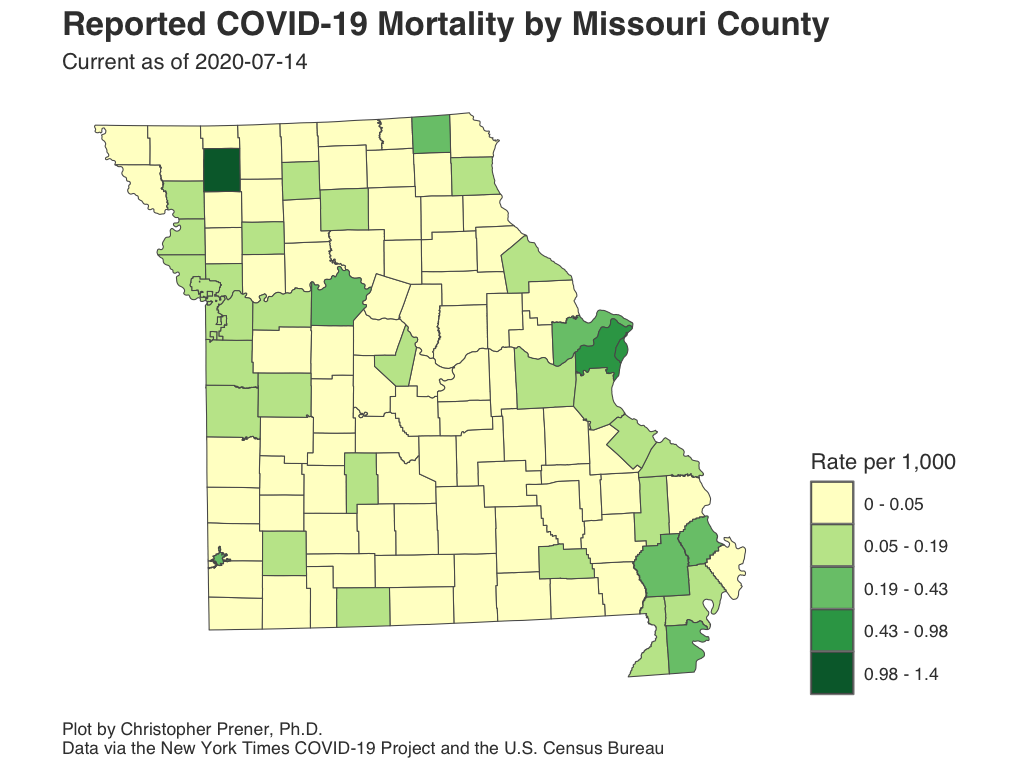 Reported COVID-19 Mortality by Missouri County
Current as of 2020-07-14
Rate per 1,000
0 - 0.05
0.05 - 0.19
0.19 - 0.43
0.43 - 0.98
0.98 - 1.4
Plot by Christopher Prener, Ph.D.
Data via the New York Times COVID-19 Project and the U.S. Census Bureau